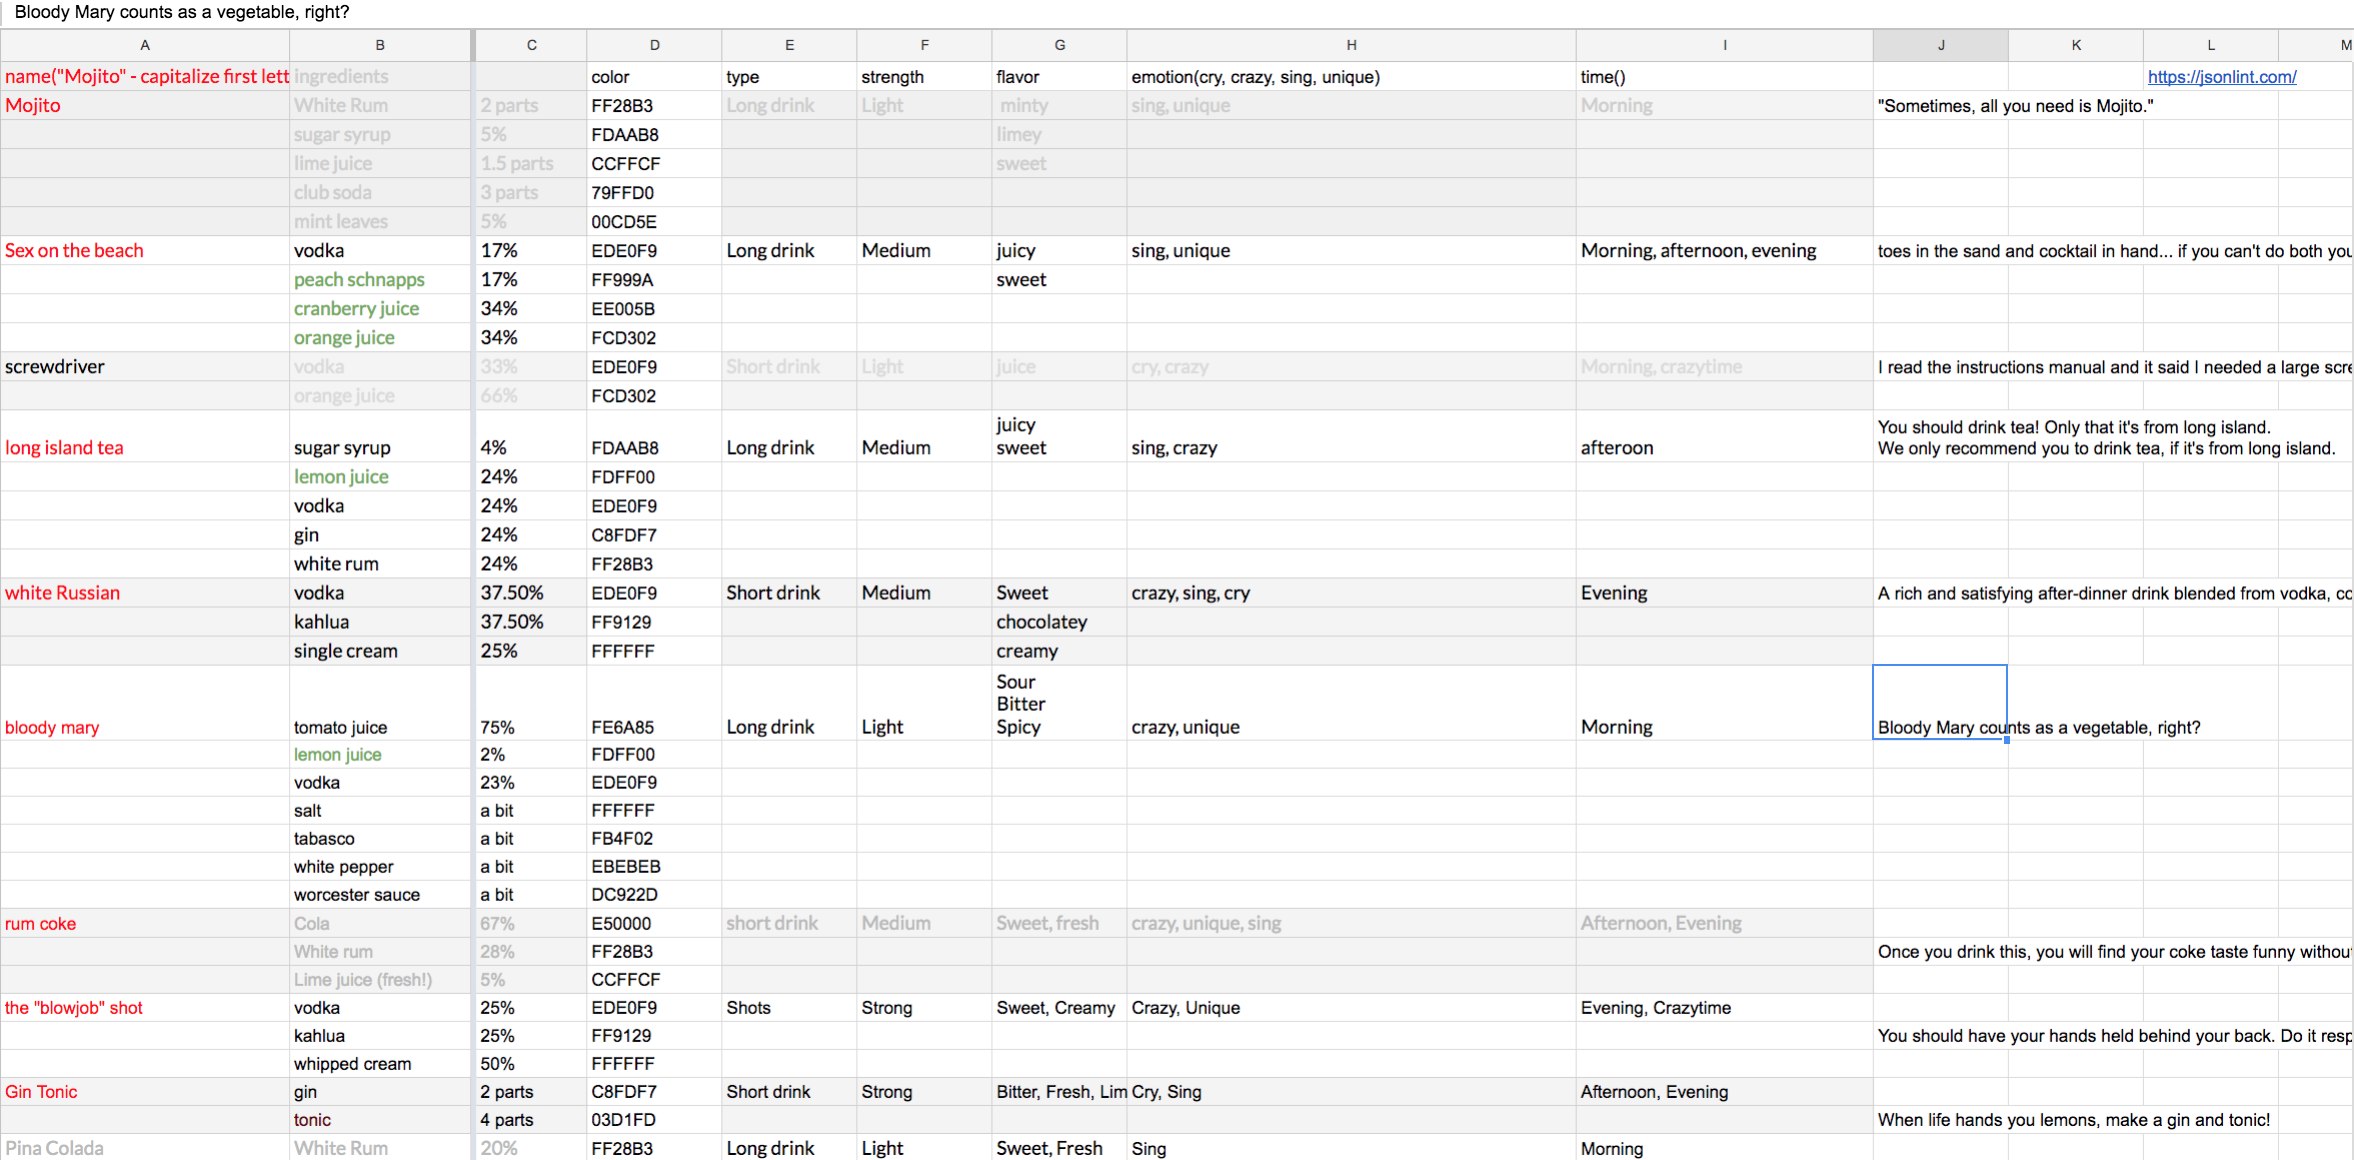 Bloody Mary counts as a vegetable, right?
A B C D E F G H I J K L M
name("Mojito" - capitalize first lett ingredients color type strength flavor emotion(cry, crazy, sing, unique) time() https://jsonlint.com/
Mojito White Rum 2 parts FF28B3 Long drink Light minty sing, unique Morning "Sometimes, all you need is Mojito."
sugar syrup 5% FDAAB8 limey
lime juice 1.5 parts CCFFCF sweet
club soda 3 parts 79FFD0
mint leaves 5% 00CD5E
Sex on the beach vodka 17% EDE0F9 Long drink Medium juicy sing, unique Morning, afternoon, evening toes in the sand and cocktail in hand... if you can't do both you
peach schnapps 17% FF999A sweet
cranberry juice 34% EE005B
orange juice 34% FCD302
screwdriver vodka 33% EDE0F9 Short drink Light juice cry, crazy Morning, crazytime I read the instructions manual and it said I needed a large scre
orange juice 66% FCD302
juicy
You should drink tea! Only that it's from long island.
long island tea sugar syrup 4% FDAAB8 Long drink Medium sweet sing, crazy afteroon We only recommend you to drink tea, if it's from long island.
lemon juice 24% FDFF00
vodka 24% EDE0F9
gin 24% C8FDF7
white rum 24% FF28B3
white Russian vodka 37.50% EDE0F9 Short drink Medium Sweet crazy, sing, cry Evening A rich and satisfying after-dinner drink blended from vodka, co
kahlua 37.50% FF9129 chocolatey
single cream 25% FFFFFF creamy
Sour
Bitter
bloody mary tomato juice 75% FE6A85 Long drink Light Spicy crazy, unique Morning Bloody Mary counts as a vegetable, right?
lemon juice 2% FDFF00
vodka 23% EDE0F9
salt a bit FFFFFF
tabasco a bit FB4F02
white pepper a bit EBEBEB
worcester sauce a bit DC922D
rum coke Cola 67% E50000 short drink Medium Sweet, fresh crazy, unique, sing Afternoon, Evening
White rum 28% FF28B3 Once you drink this, you will find your coke taste funny withou
Lime juice (fresh!) 5% CCFFCF
the "blowjob" shot vodka 25% EDE0F9 Shots Strong Sweet, Creamy Crazy, Unique Evening, Crazytime
kahlua 25% FF9129 You should have your hands held behind your back. Do it resp
whipped cream 50% FFFFFF
Gin Tonic gin 2 parts C8FDF7 Short drink Strong Bitter, Fresh, Lim Cry, Sing Afternoon, Evening
tonic 4 parts 03D1FD When life hands you lemons, make a gin and tonic!
Pina Colada White Rum 20% FF28B3 Long drink Light Sweet, Fresh Sing Morning